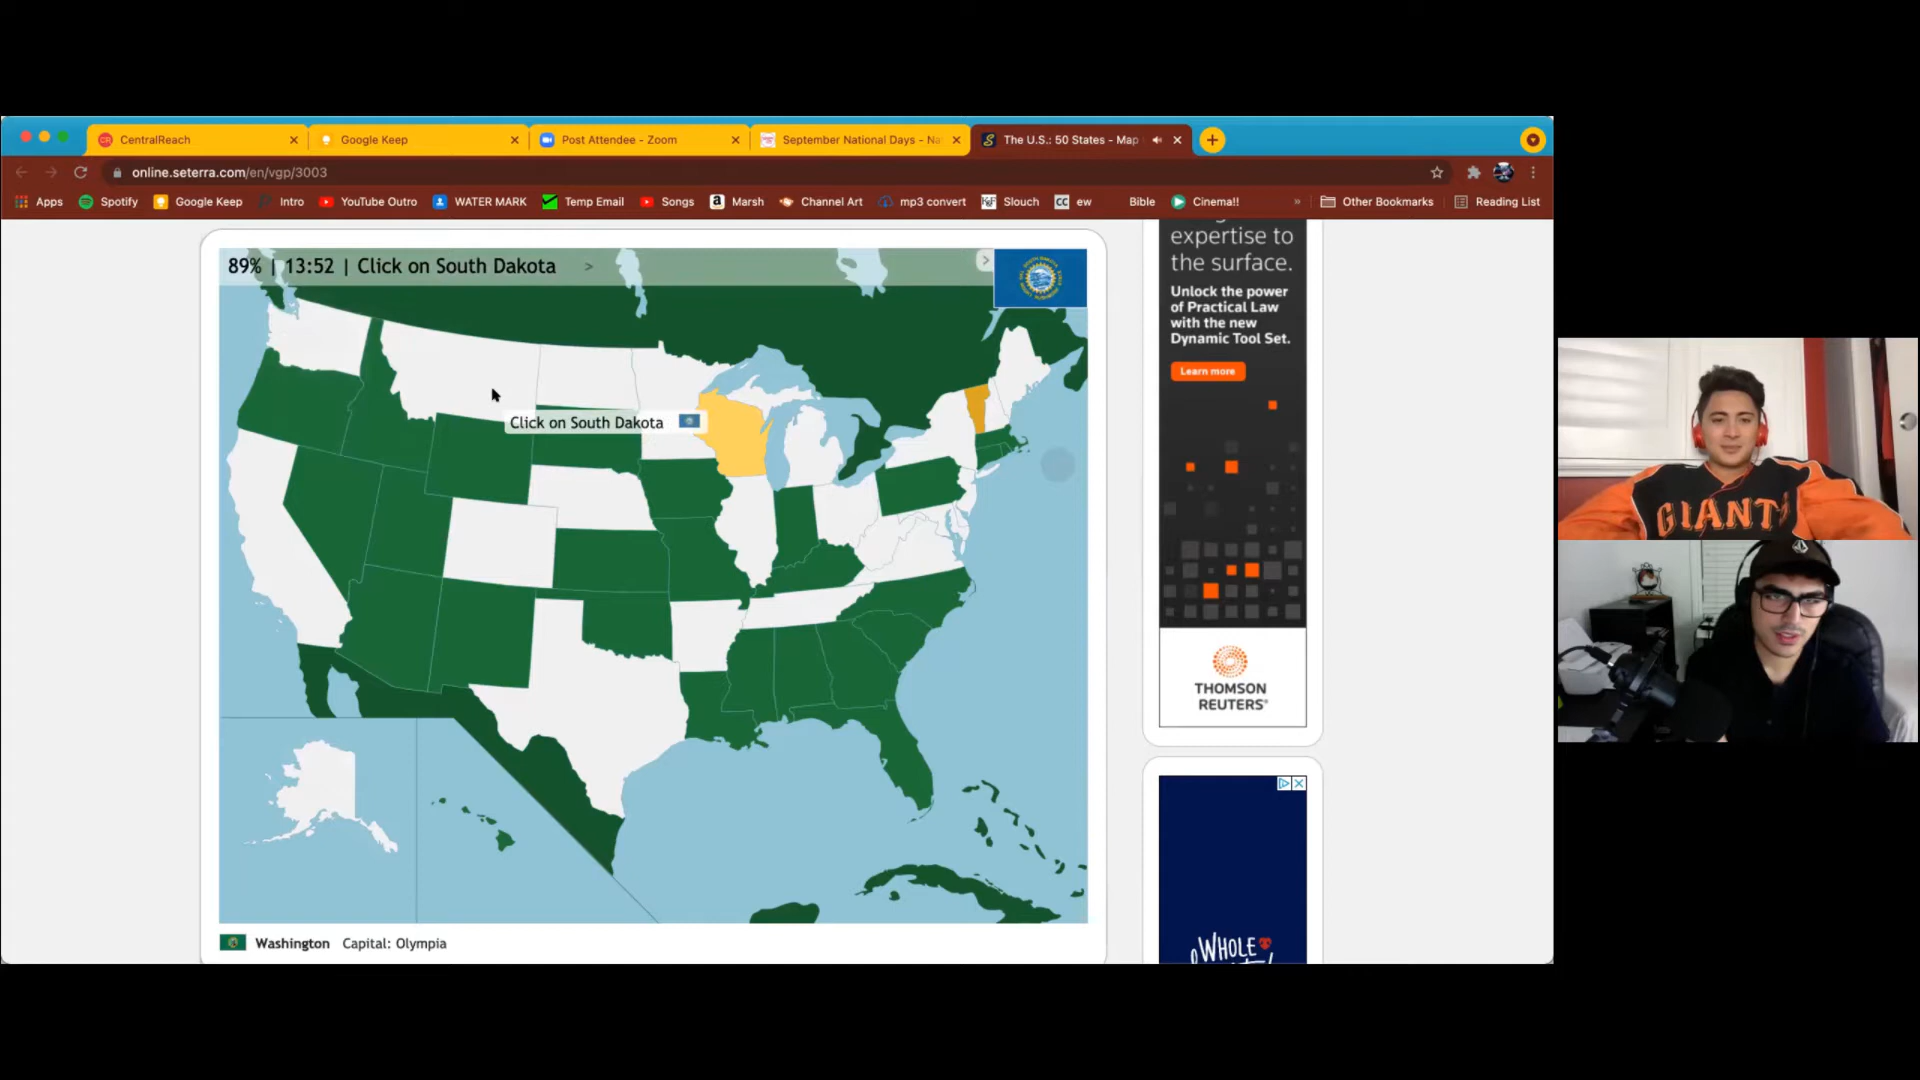 CentralReach
Google Keep
Post Attendee - Zoom
September National Days - Na
The U.S.: 50 States - Map
online.seterra.com/en/vgp/3003
Apps
Spotify
Google Keep
Intro
YouTube Outro
WATER MARK
Temp Email
Songs
Marsh
Channel Art
mp3 convert
Slouch
ew
Bible
Cinema!!
»
Other Bookmarks
Reading List
89% | 13:52 | Click on South Dakota >
Click on South Dakota
Washington Capital: Olympia
expertise to
the surface.
Unlock the power
of Practical Law
with the new
Dynamic Tool Set.
Learn more
THOMSON
REUTERS
WHOLE
GIANTS